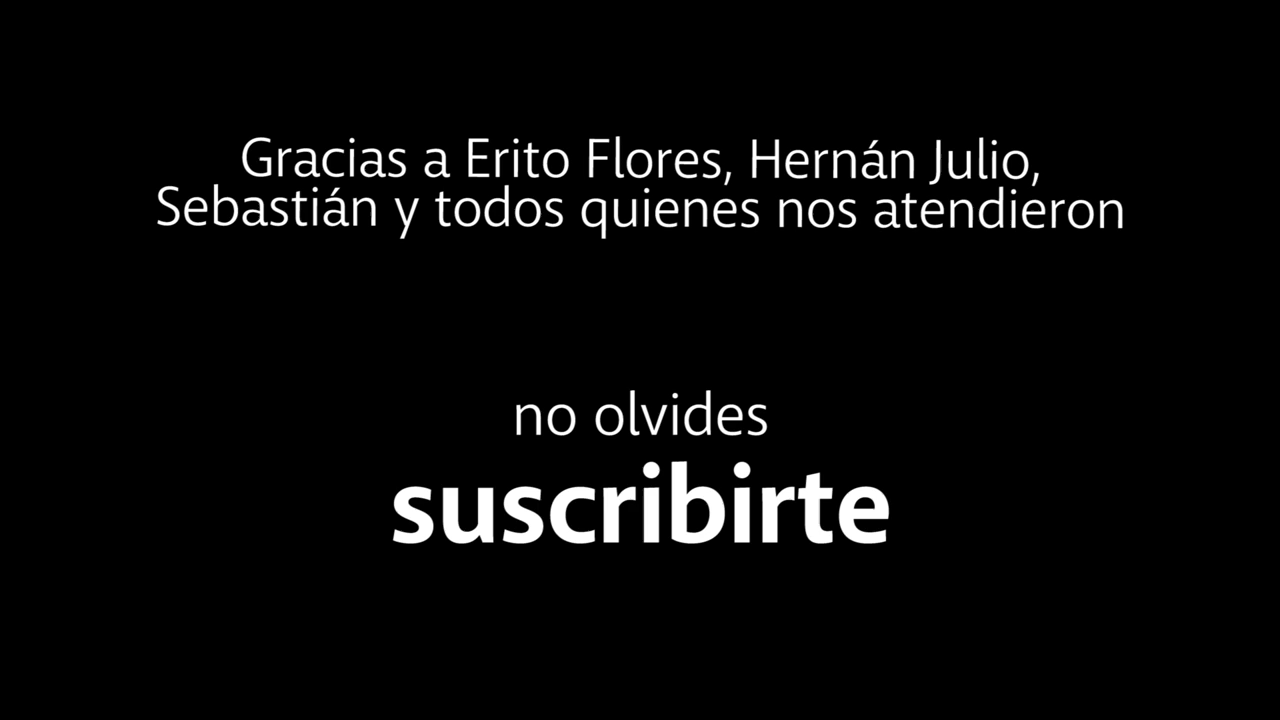 Gracias a Erito Flores, Hernán Julio,
Sebastián y todos quienes nos atendieron
no olvides
suscribirte